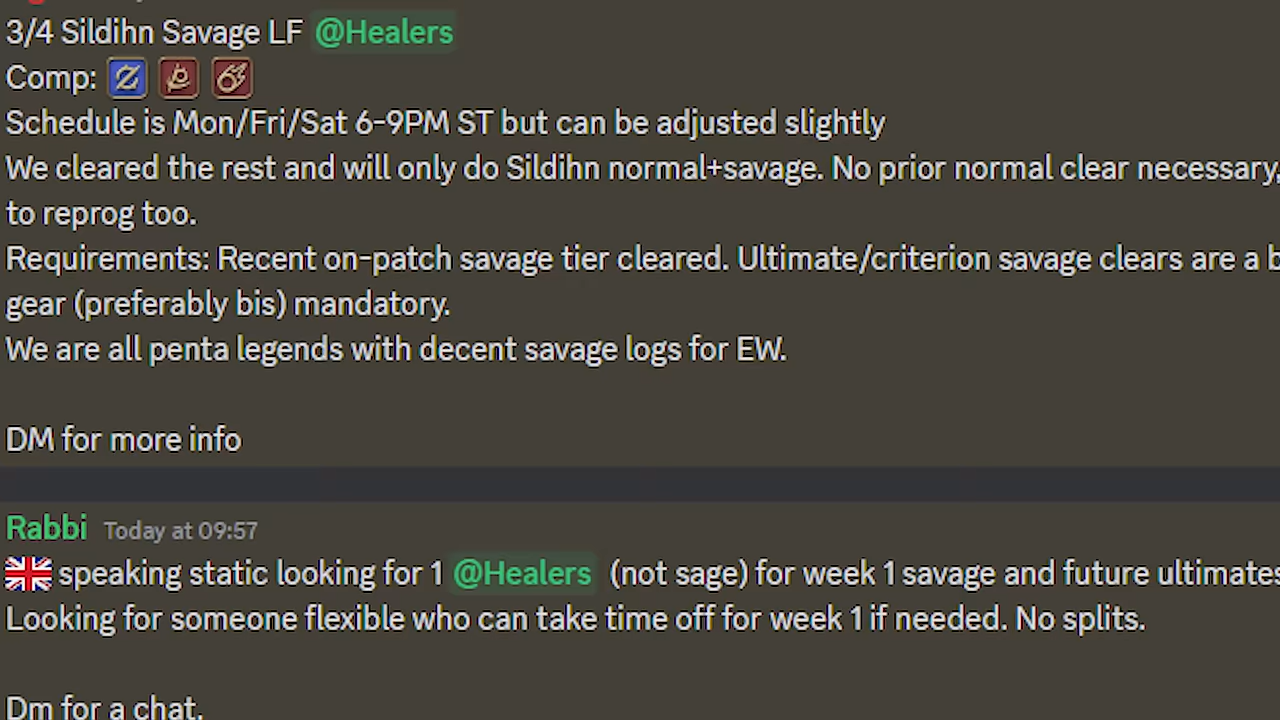 3/4 Sildihn Savage LF @Healers
Comp:
Schedule is Mon/Fri/Sat 6-9PM ST but can be adjusted slightly
We cleared the rest and will only do Sildihn normal+savage. No prior normal clear necessary,
to reprog too.
Requirements: Recent on-patch savage tier cleared. Ultimate/criterion savage clears are a
gear (preferably bis) mandatory.
We are all penta legends with decent savage logs for EW.
DM for more info
Rabbi Today at 09:57
speaking static looking for 1 @Healers (not sage) for week 1 savage and future ultimates
Looking for someone flexible who can take time off for week 1 if needed. No splits.
Dm for a chat.